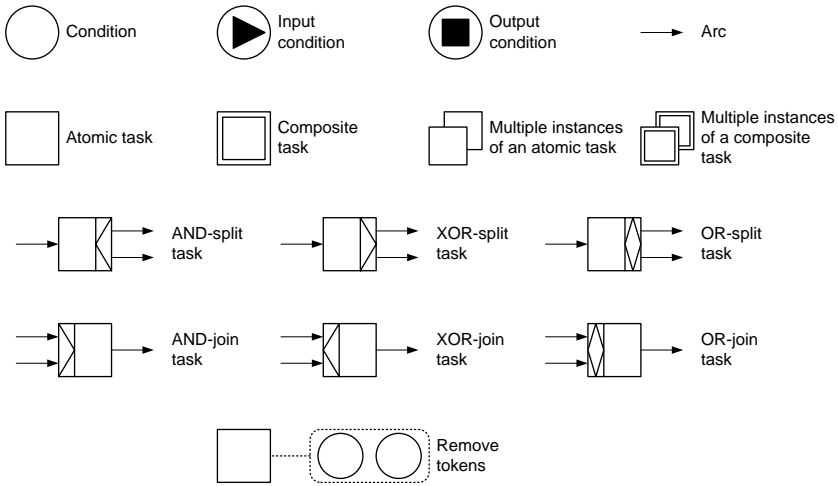 Condition
Input
condition
Output
condition
Arc
Atomic task
Composite
task
Multiple instances
of an atomic task
Multiple instances
of a composite
task
AND-split
task
XOR-split
task
OR-split
task
AND-join
task
XOR-join
task
OR-join
task
Remove
tokens